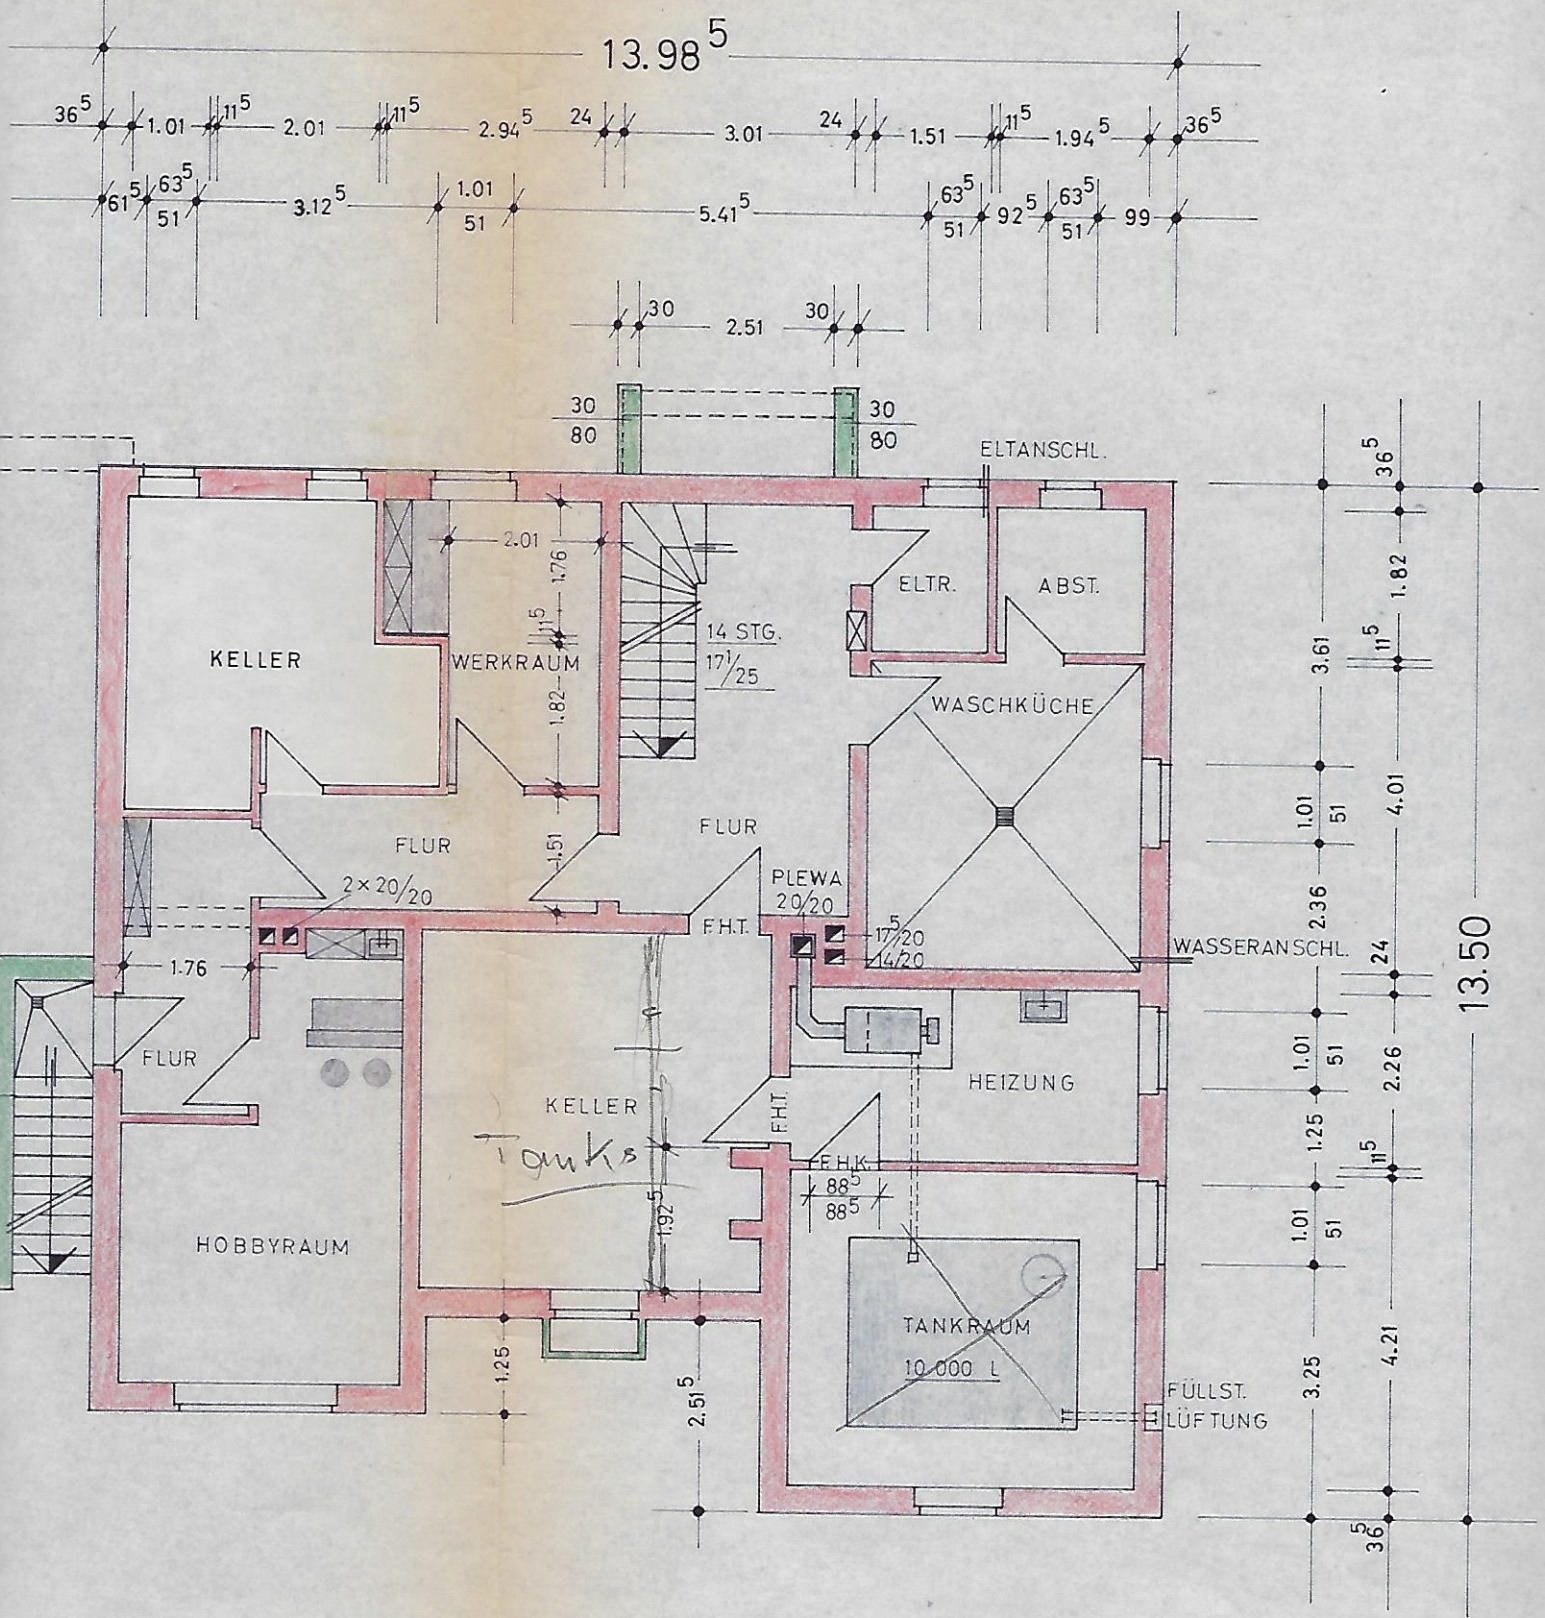 13.98⁵
36⁵ 1.01 11⁵ 2.01 11⁵ 2.94⁵ 24 3.01 24 1.51 11⁵ 1.94⁵ 36⁵
61⁵ 63⁵ 3.12⁵ 1.01 5.41⁵ 63⁵ 92⁵ 63⁵ 99
51 51 51 51
30 2.51 30
30 30
80 80
ELTANSCHL.
2.01
1.76
11⁵
1.82
KELLER
WERKRAUM
14 STG.
17¹/25
ELTR.
ABST.
WASCHKÜCHE
FLUR
1.51
FLUR
2×20/20
PLEWA
20/20
F.H.T.
17⁵/20
14/20
WASSERANSCHL.
1.76
FLUR
KELLER
Tanks
F.H.T.
HEIZUNG
F.H.K.
88⁵
88⁵
1.92⁵
HOBBYRAUM
TANKRAUM
10 000 L
FÜLLST.
LÜFTUNG
1.25
2.51⁵
3.61
1.01
51
2.36
1.01
51
1.25
1.01
51
3.25
36⁵
1.82
11⁵
4.01
24
2.26
11⁵
4.21
36⁵
13.50